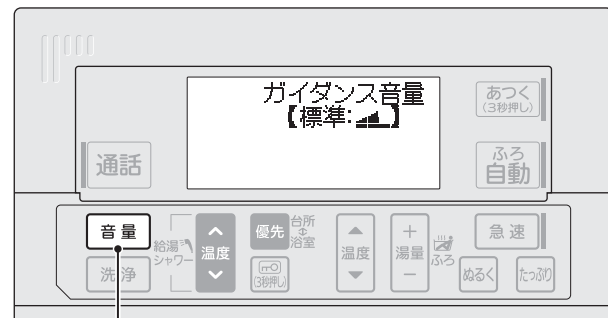 ガイダンス音量
【標準:】
あつく
(3秒押し)
通話
ふろ
自動
音量
洗浄
給湯
シャワー
温度
優先
台所
浴室
(3秒押し)
温度
+
湯量
−
ふろ
急速
ぬるく
たっぷり